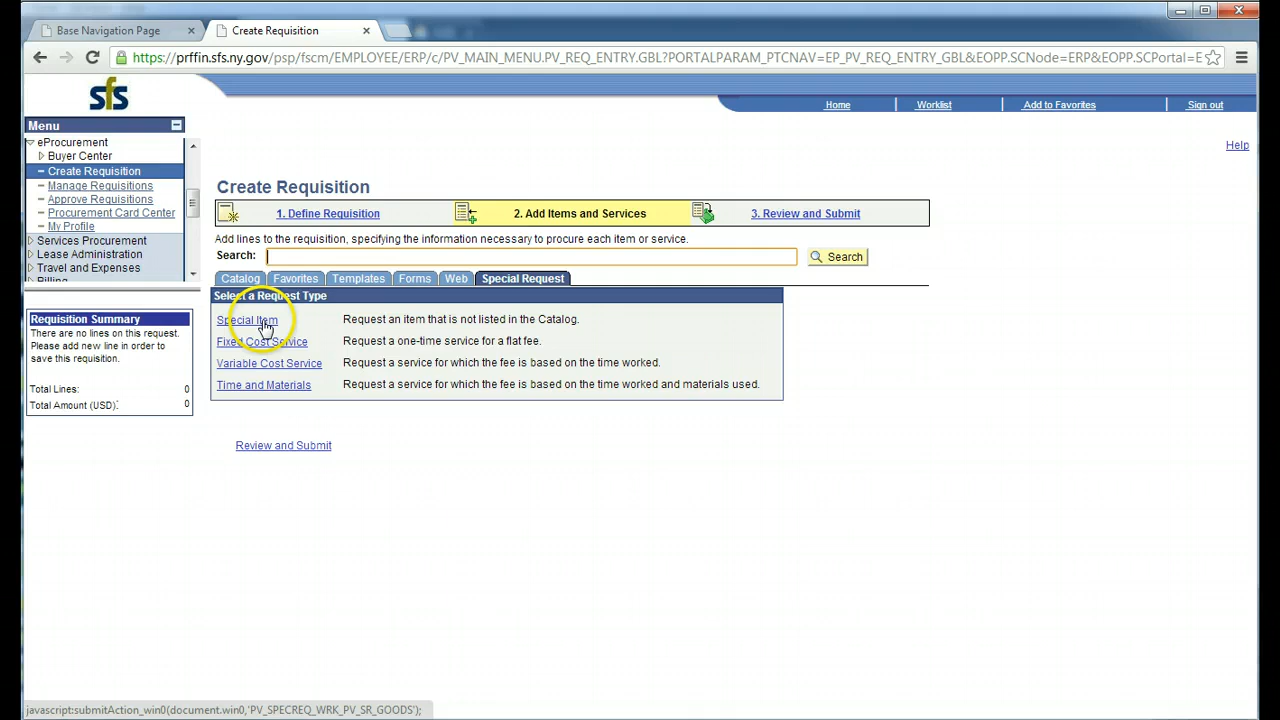 Base Navigation Page
Create Requisition
https://prffin.sfs.ny.gov/psp/fscm/EMPLOYEE/ERP/c/PV_MAIN_MENU.PV_REQ_ENTRY.GBL?PORTALPARAM_PTCNAV=EP_PV_REQ_ENTRY_GBL&EOPP.SCNode=ERP&EOPP.SCPortal=E
sfs
Home
Worklist
Add to Favorites
Sign out
Help
Menu
eProcurement
Buyer Center
Create Requisition
Manage Requisitions
Approve Requisitions
Procurement Card Center
My Profile
Services Procurement
Lease Administration
Travel and Expenses
Billing
Requisition Summary
There are no lines on this request.
Please add new line in order to
save this requisition.
Total Lines: 0
Total Amount (USD): 0
Create Requisition
1. Define Requisition
2. Add Items and Services
3. Review and Submit
Add lines to the requisition, specifying the information necessary to procure each item or service.
Search:
Search
Catalog
Favorites
Templates
Forms
Web
Special Request
Select a Request Type
Special Item Request an item that is not listed in the Catalog.
Fixed Cost Service Request a one-time service for a flat fee.
Variable Cost Service Request a service for which the fee is based on the time worked.
Time and Materials Request a service for which the fee is based on the time worked and materials used.
Review and Submit
javascript:submitAction_win0(document.win0,'PV_SPECREQ_WRK_PV_SR_GOODS');